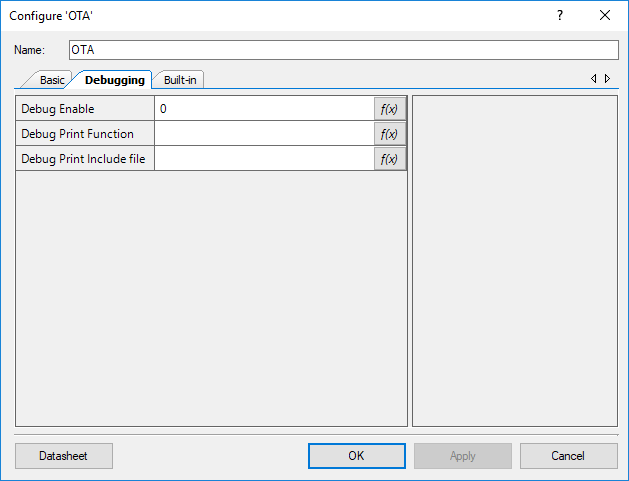 Configure 'OTA'
?
Name: OTA
Basic Debugging Built-in
Debug Enable 0 f(x)
Debug Print Function f(x)
Debug Print Include file f(x)
Datasheet OK Apply Cancel